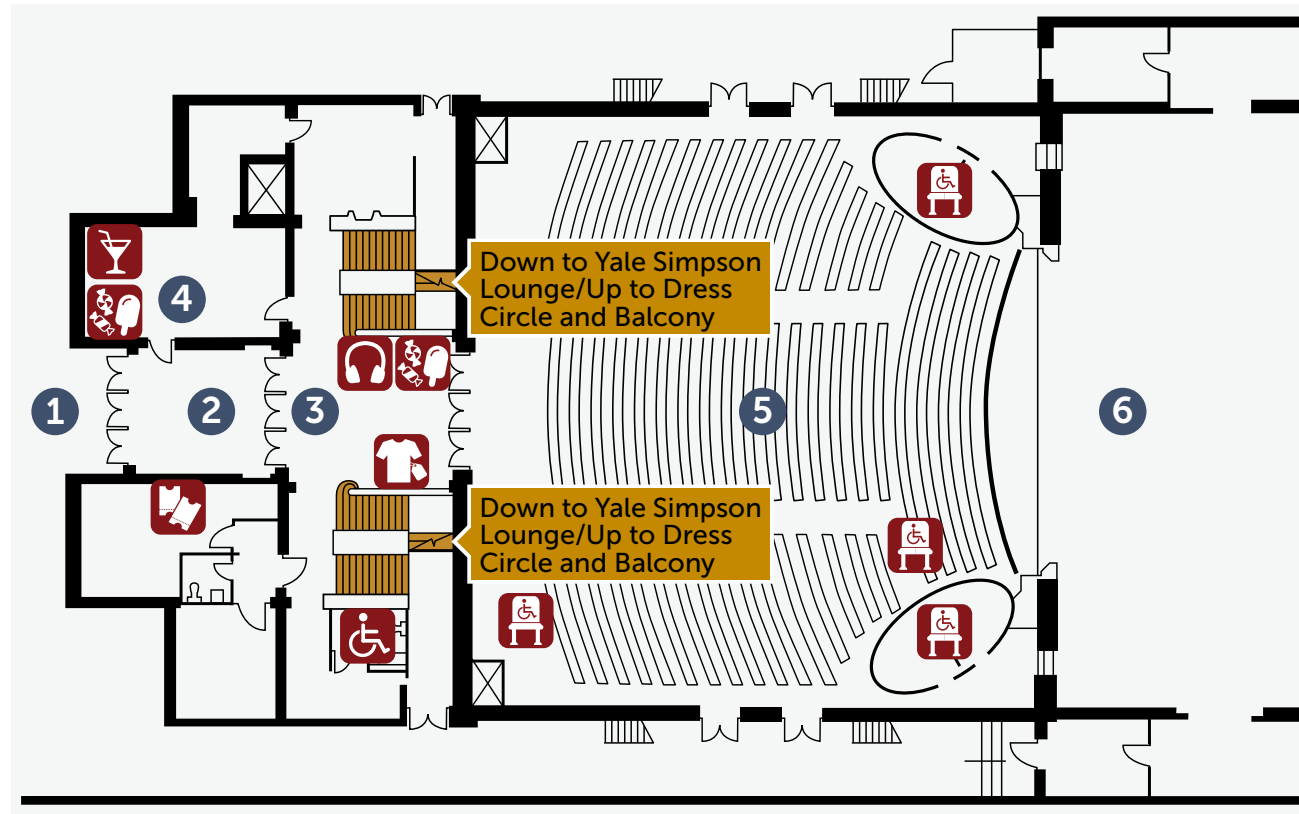 Down to Yale Simpson
Lounge/Up to Dress
Circle and Balcony
4
1
2
3
5
6
Down to Yale Simpson
Lounge/Up to Dress
Circle and Balcony